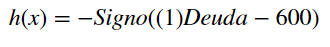 h(x) = −Signo((1)Deuda − 600)